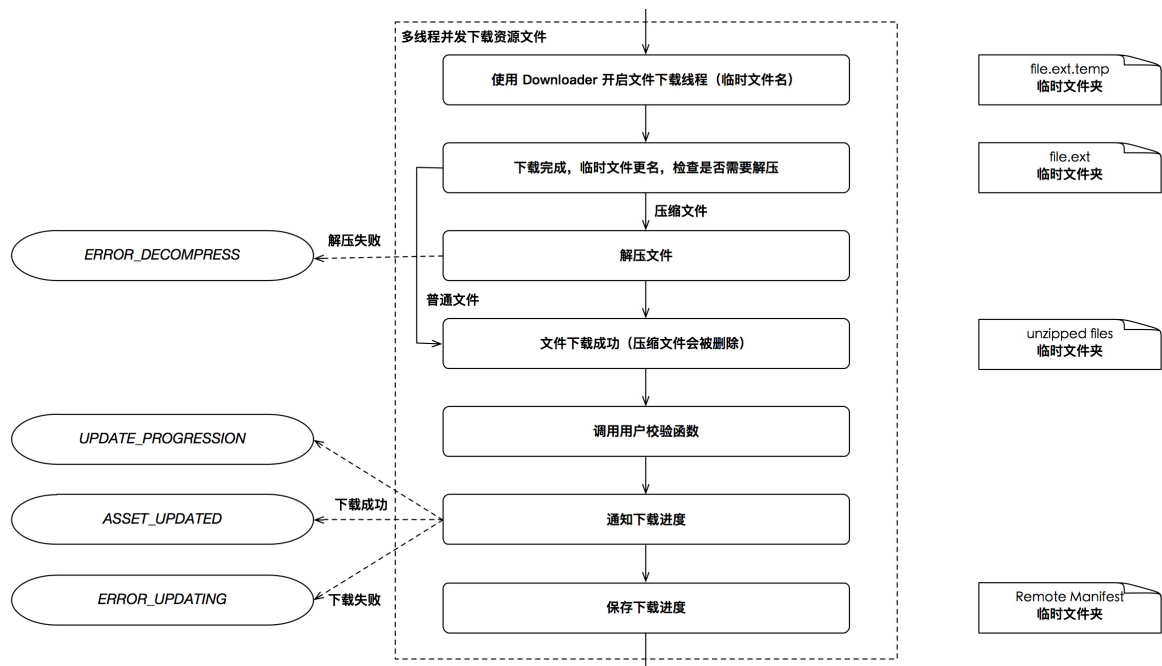 多线程并发下载资源文件
使用 Downloader 开启文件下载线程（临时文件名）
file.ext.temp
临时文件夹
下载完成，临时文件更名，检查是否需要解压
file.ext
临时文件夹
压缩文件
解压失败
ERROR_DECOMPRESS
解压文件
普通文件
文件下载成功（压缩文件会被删除）
unzipped files
临时文件夹
调用用户校验函数
UPDATE_PROGRESSION
下载成功
ASSET_UPDATED
通知下载进度
ERROR_UPDATING
下载失败
保存下载进度
Remote Manifest
临时文件夹